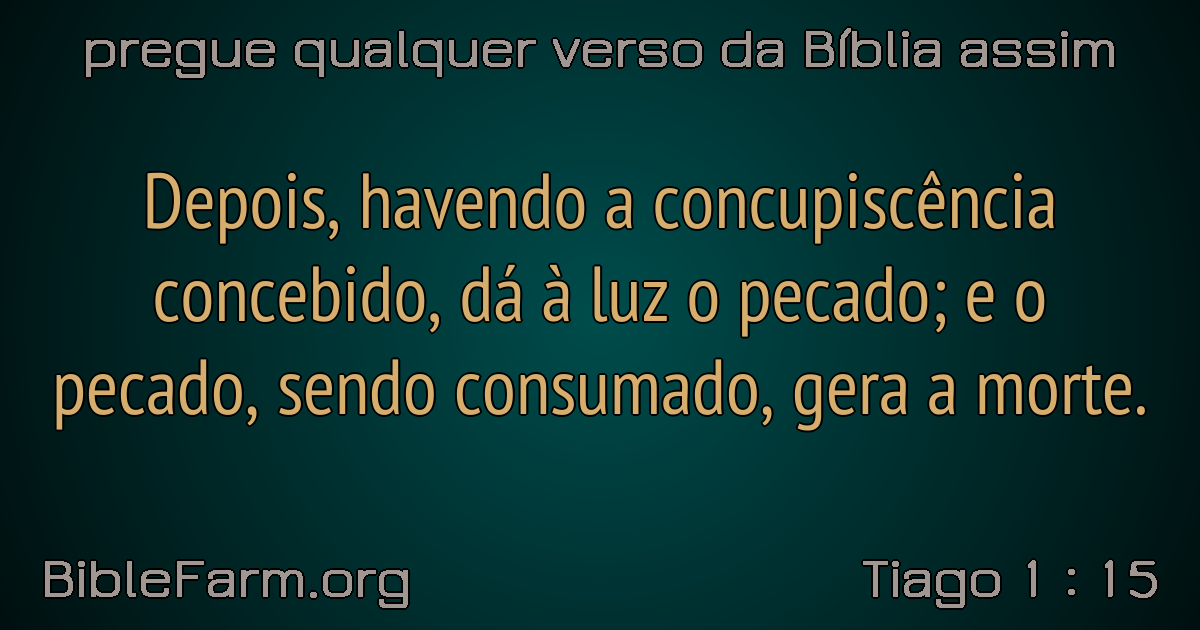 pregue qualquer verso da Bíblia assim
Depois, havendo a concupiscência
concebido, dá à luz o pecado; e o
pecado, sendo consumado, gera a morte.
BibleFarm.org
Tiago 1 : 15